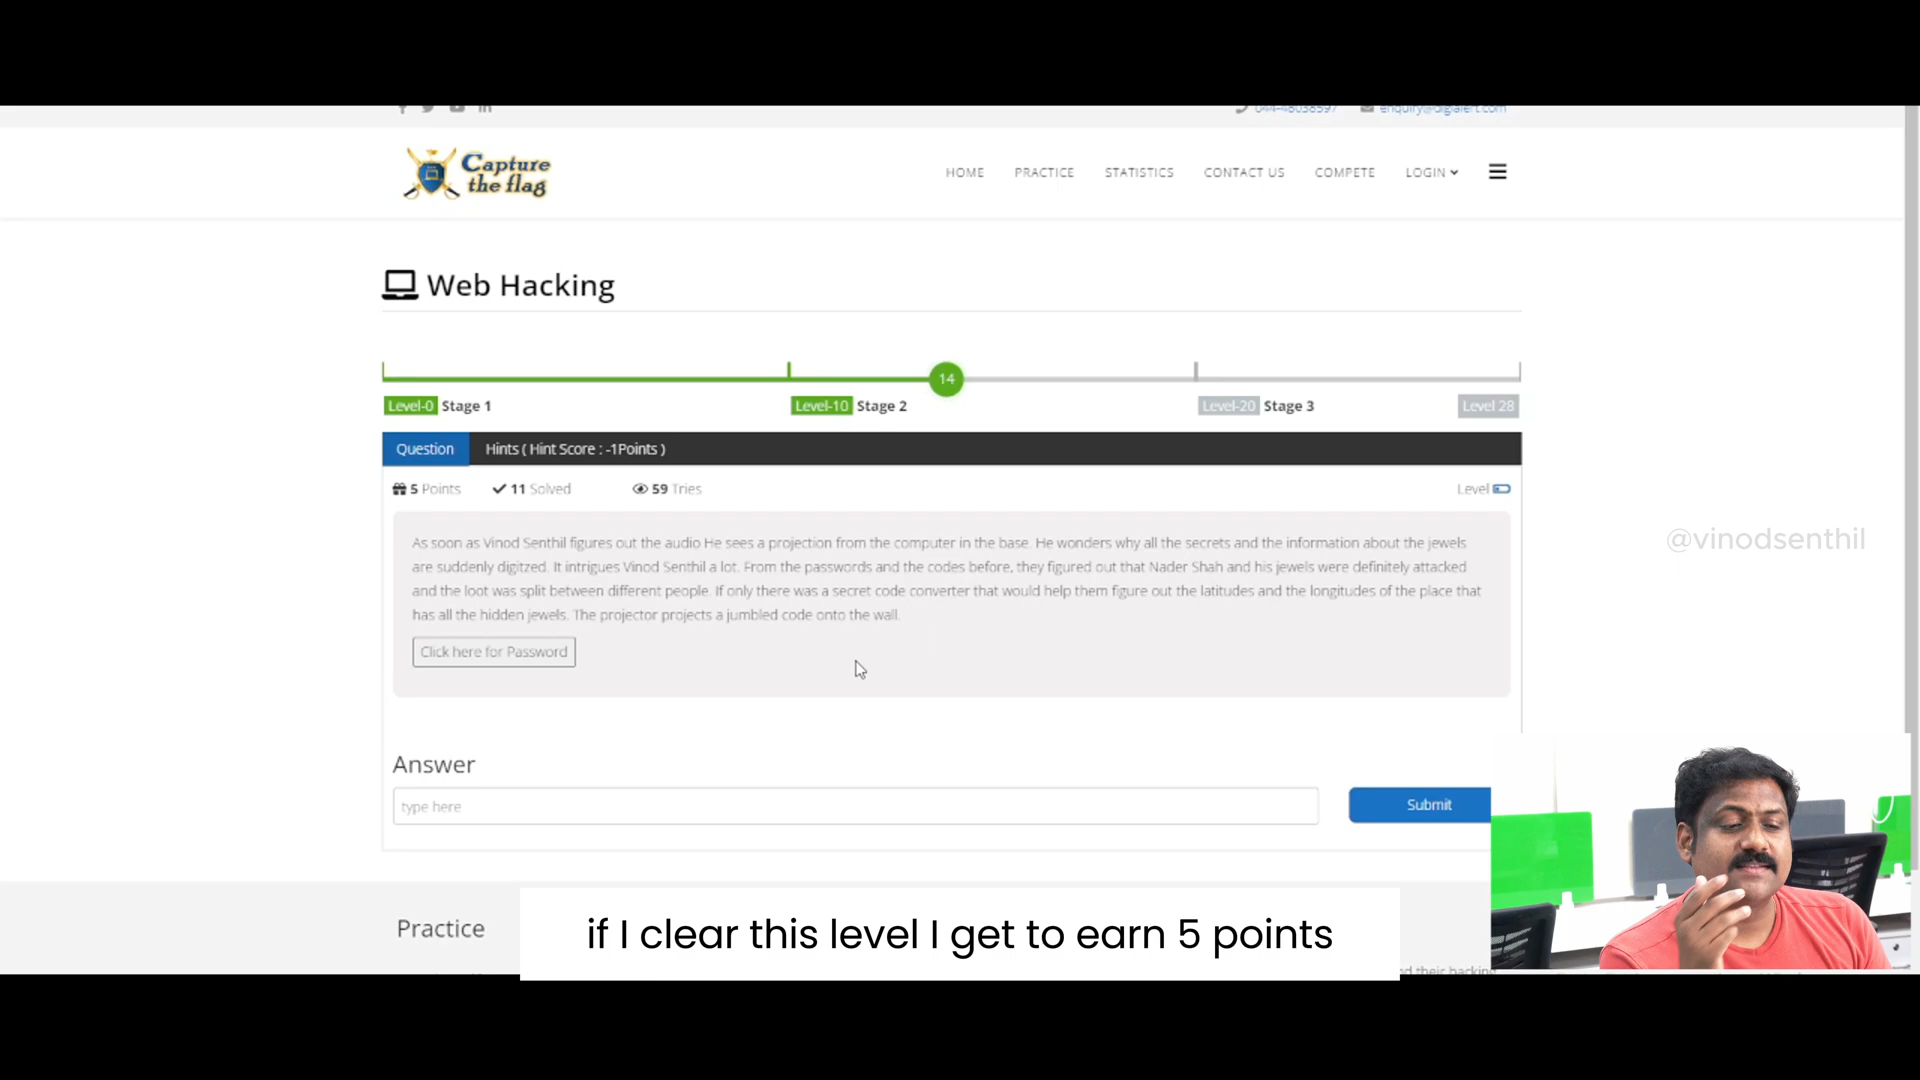 044-48038597 enquiry@digialert.com
Capture
the flag
HOME PRACTICE STATISTICS CONTACT US COMPETE LOGIN
Web Hacking
14
Level-0 Stage 1 Level-10 Stage 2 Level-20 Stage 3 Level 28
Question Hints ( Hint Score : -1Points )
5 Points 11 Solved 59 Tries Level
As soon as Vinod Senthil figures out the audio He sees a projection from the computer in the base. He wonders why all the secrets and the information about the jewels
are suddenly digitzed. It intrigues Vinod Senthil a lot. From the passwords and the codes before, they figured out that Nader Shah and his jewels were definitely attacked
and the loot was split between different people. If only there was a secret code converter that would help them figure out the latitudes and the longitudes of the place that
has all the hidden jewels. The projector projects a jumbled code onto the wall.
@vinodsenthil
Click here for Password
Answer
type here
Submit
Practice
if I clear this level I get to earn 5 points
their hacking